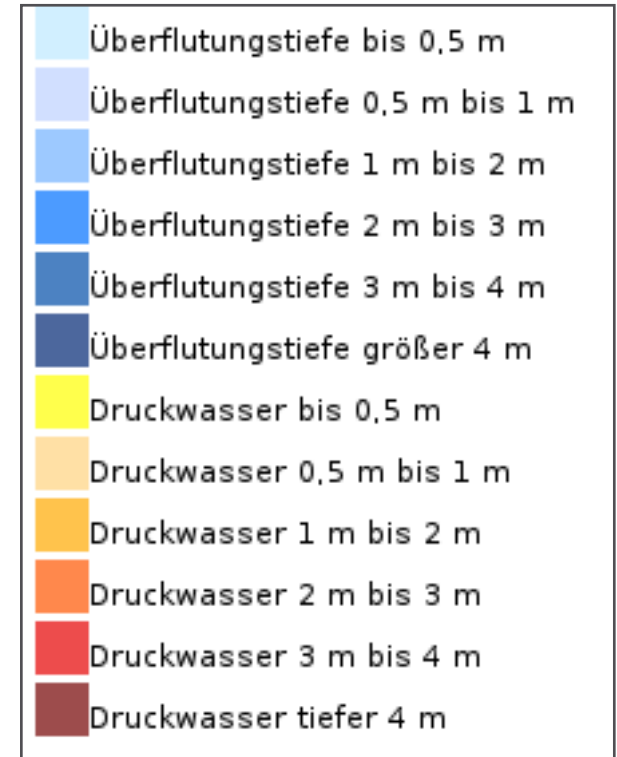 Überflutungstiefe bis 0,5 m
Überflutungstiefe 0,5 m bis 1 m
Überflutungstiefe 1 m bis 2 m
Überflutungstiefe 2 m bis 3 m
Überflutungstiefe 3 m bis 4 m
Überflutungstiefe größer 4 m
Druckwasser bis 0,5 m
Druckwasser 0,5 m bis 1 m
Druckwasser 1 m bis 2 m
Druckwasser 2 m bis 3 m
Druckwasser 3 m bis 4 m
Druckwasser tiefer 4 m